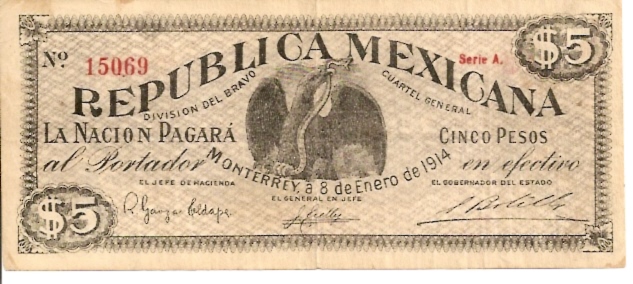 Nº 15069
Serie A.
$5
REPUBLICA MEXICANA
DIVISION DEL BRAVO
CUARTEL GENERAL
LA NACION PAGARÁ
CINCO PESOS
al Portador
en efectivo
MONTERREY, á 8 de Enero de 1914
EL JEFE DE HACIENDA
EL GENERAL EN JEFE
EL GOBERNADOR DEL ESTADO
$5